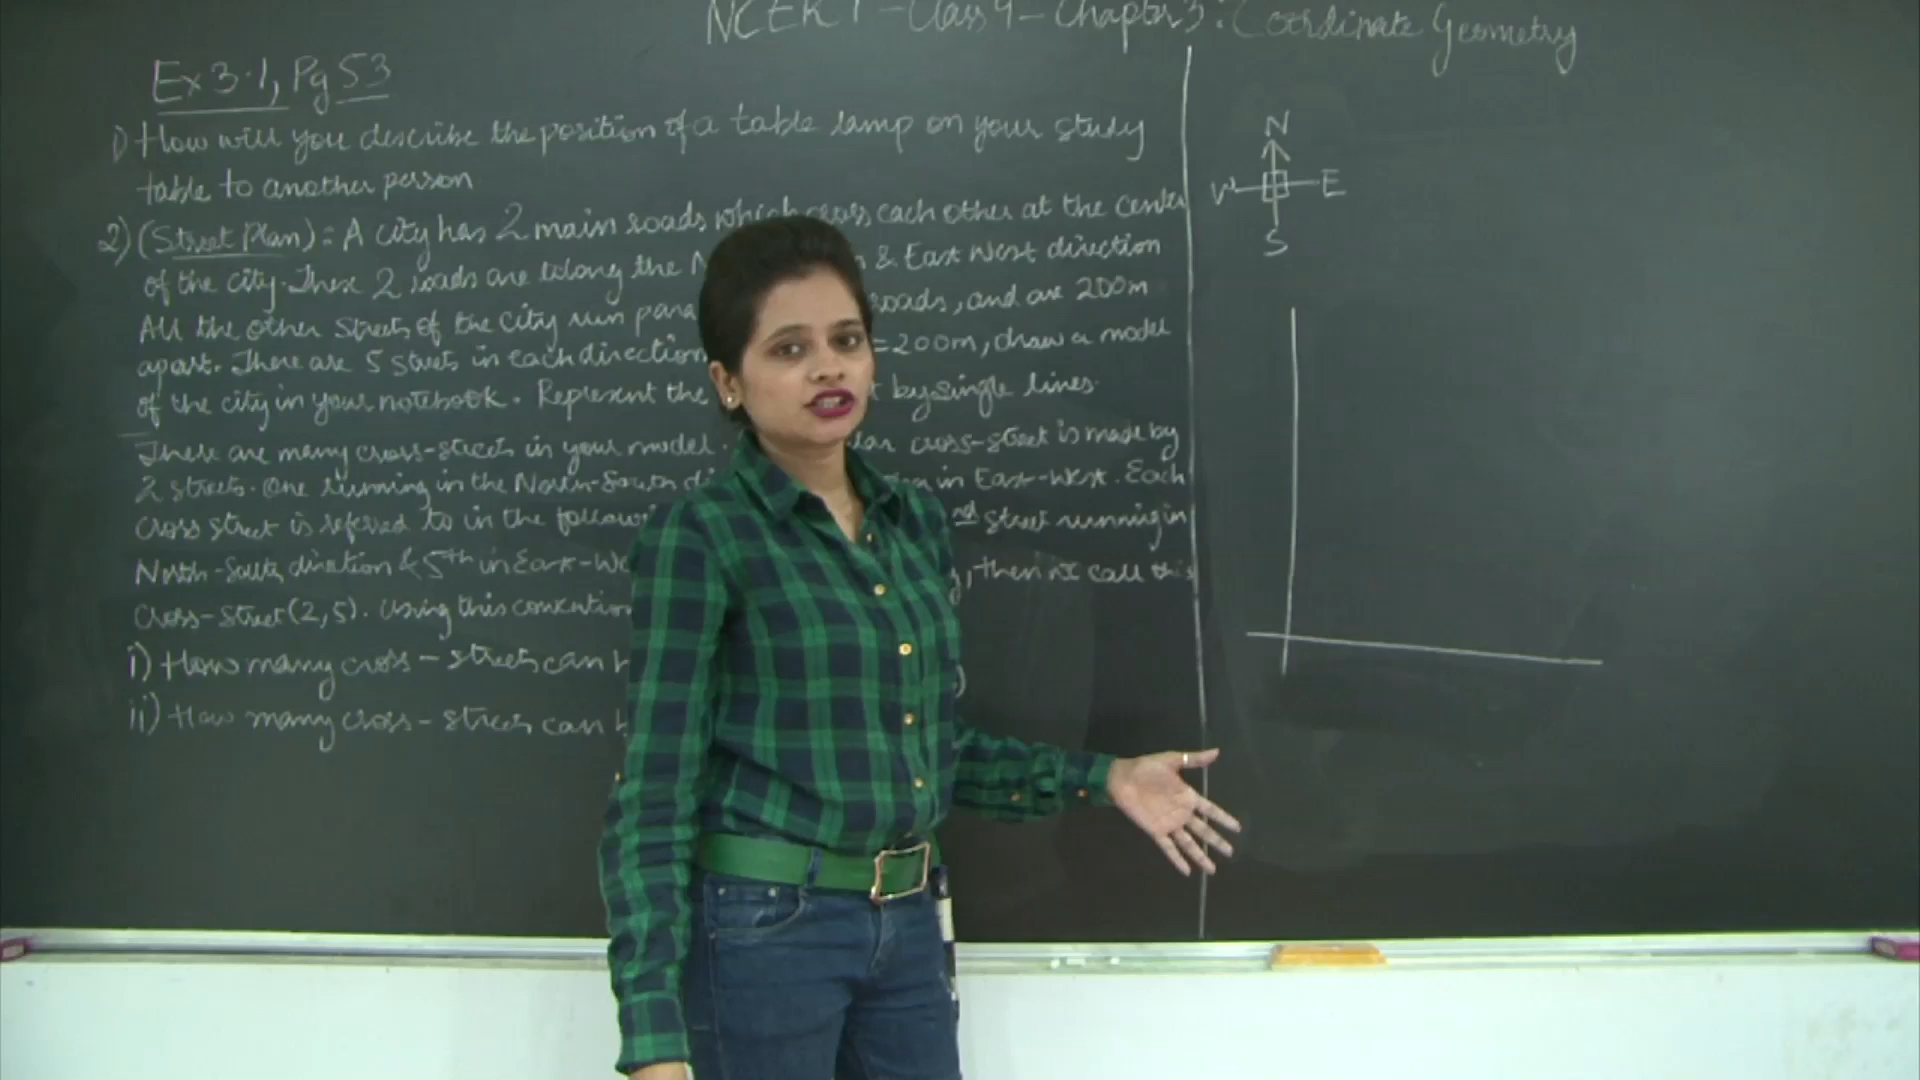 NCERT - Class 9 - Chapter 3: Coordinate Geometry
Ex 3.1, Pg 53
1) How will you describe the position of a table lamp on your study
table to another person
2) (Street Plan): A city has 2 main roads which cross each other at the center
of the city. These 2 roads are along the N & East West direction
All the other streets of the city run para roads, and are 200m
apart. There are 5 streets in each direction =200m, draw a model
of the city in your notebook. Represent the by single lines.
There are many cross-streets in your model. lar cross-street is made by
2 streets. One running in the North-South di in East-West. Each
cross street is referred to in the followi nd street running in
North-South direction & 5th in East-We , then we call this
Cross-street (2, 5). Using this convention
i) How many cross-streets can b
ii) How many cross-streets can b
N
W E
S